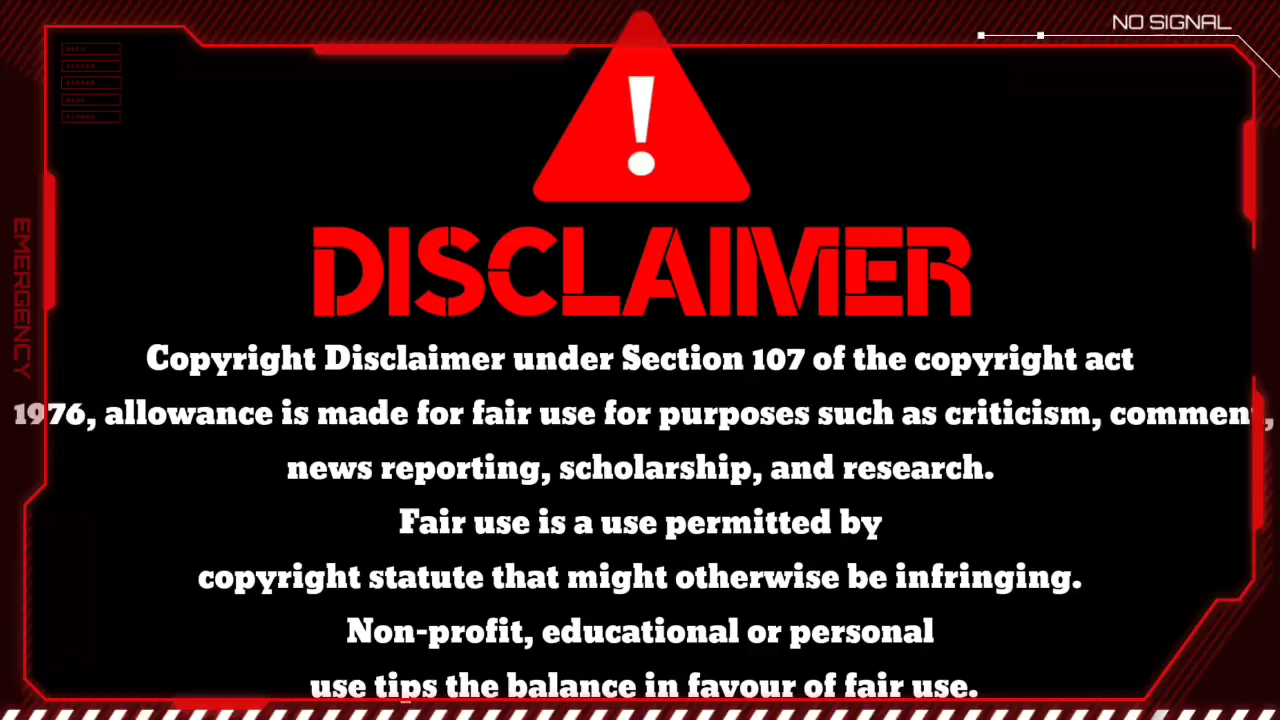 NO SIGNAL
EMERGENCY
!
DISCLAIMER
Copyright Disclaimer under Section 107 of the copyright act
1976, allowance is made for fair use for purposes such as criticism, comment,
news reporting, scholarship, and research.
Fair use is a use permitted by
copyright statute that might otherwise be infringing.
Non-profit, educational or personal
use tips the balance in favour of fair use.